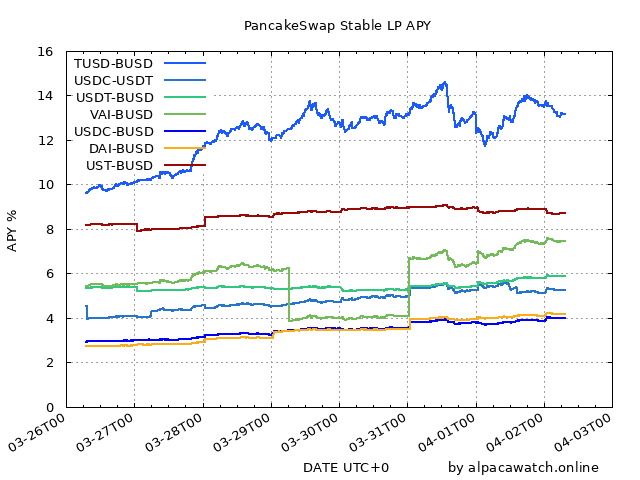 PancakeSwap Stable LP APY
APY %
16
14
12
10
8
6
4
2
0
TUSD-BUSD
USDC-USDT
USDT-BUSD
VAI-BUSD
USDC-BUSD
DAI-BUSD
UST-BUSD
03-26T00
03-27T00
03-28T00
03-29T00
03-30T00
03-31T00
04-01T00
04-02T00
04-03T00
DATE UTC+0
by alpacawatch.online